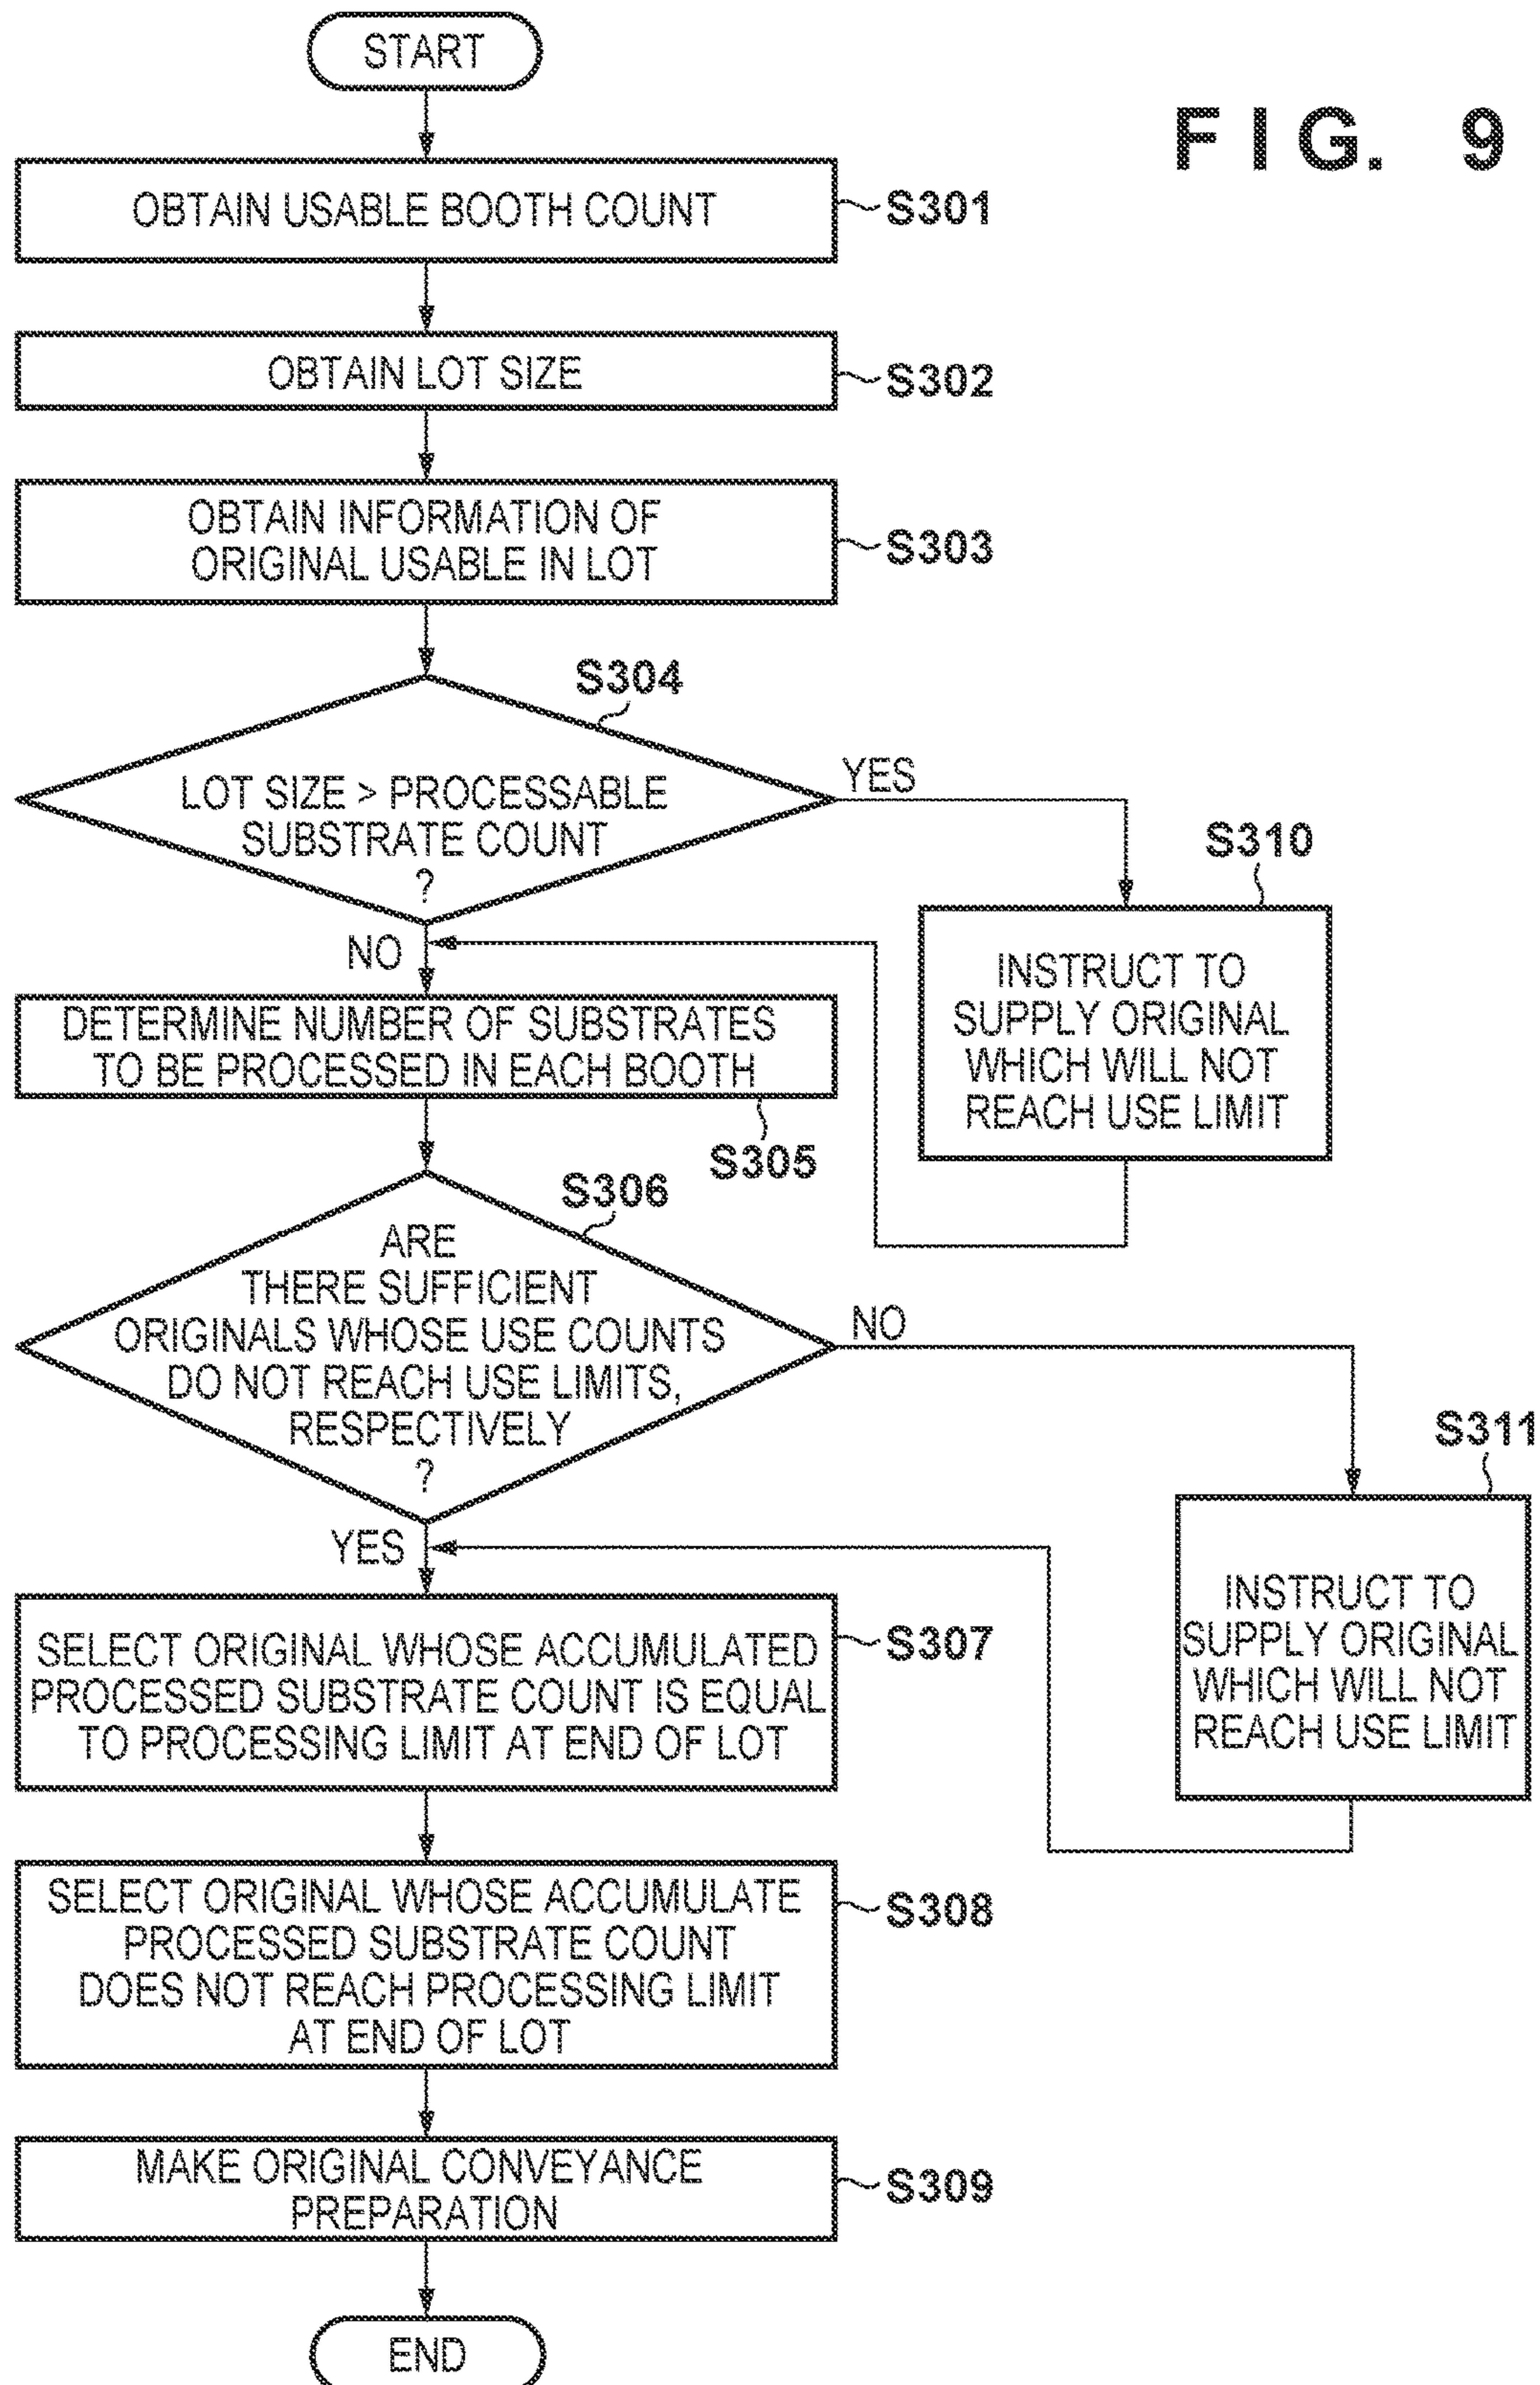 START
FIG. 9
OBTAIN USABLE BOOTH COUNT
S301
OBTAIN LOT SIZE
S302
OBTAIN INFORMATION OF
ORIGINAL USABLE IN LOT
S303
S304
LOT SIZE > PROCESSABLE
SUBSTRATE COUNT
?
YES
NO
S310
INSTRUCT TO
SUPPLY ORIGINAL
WHICH WILL NOT
REACH USE LIMIT
DETERMINE NUMBER OF SUBSTRATES
TO BE PROCESSED IN EACH BOOTH
S305
S306
ARE
THERE SUFFICIENT
ORIGINALS WHOSE USE COUNTS
DO NOT REACH USE LIMITS,
RESPECTIVELY
?
NO
YES
S311
INSTRUCT TO
SUPPLY ORIGINAL
WHICH WILL NOT
REACH USE LIMIT
SELECT ORIGINAL WHOSE ACCUMULATED
PROCESSED SUBSTRATE COUNT IS EQUAL
TO PROCESSING LIMIT AT END OF LOT
S307
SELECT ORIGINAL WHOSE ACCUMULATE
PROCESSED SUBSTRATE COUNT
DOES NOT REACH PROCESSING LIMIT
AT END OF LOT
S308
MAKE ORIGINAL CONVEYANCE
PREPARATION
S309
END